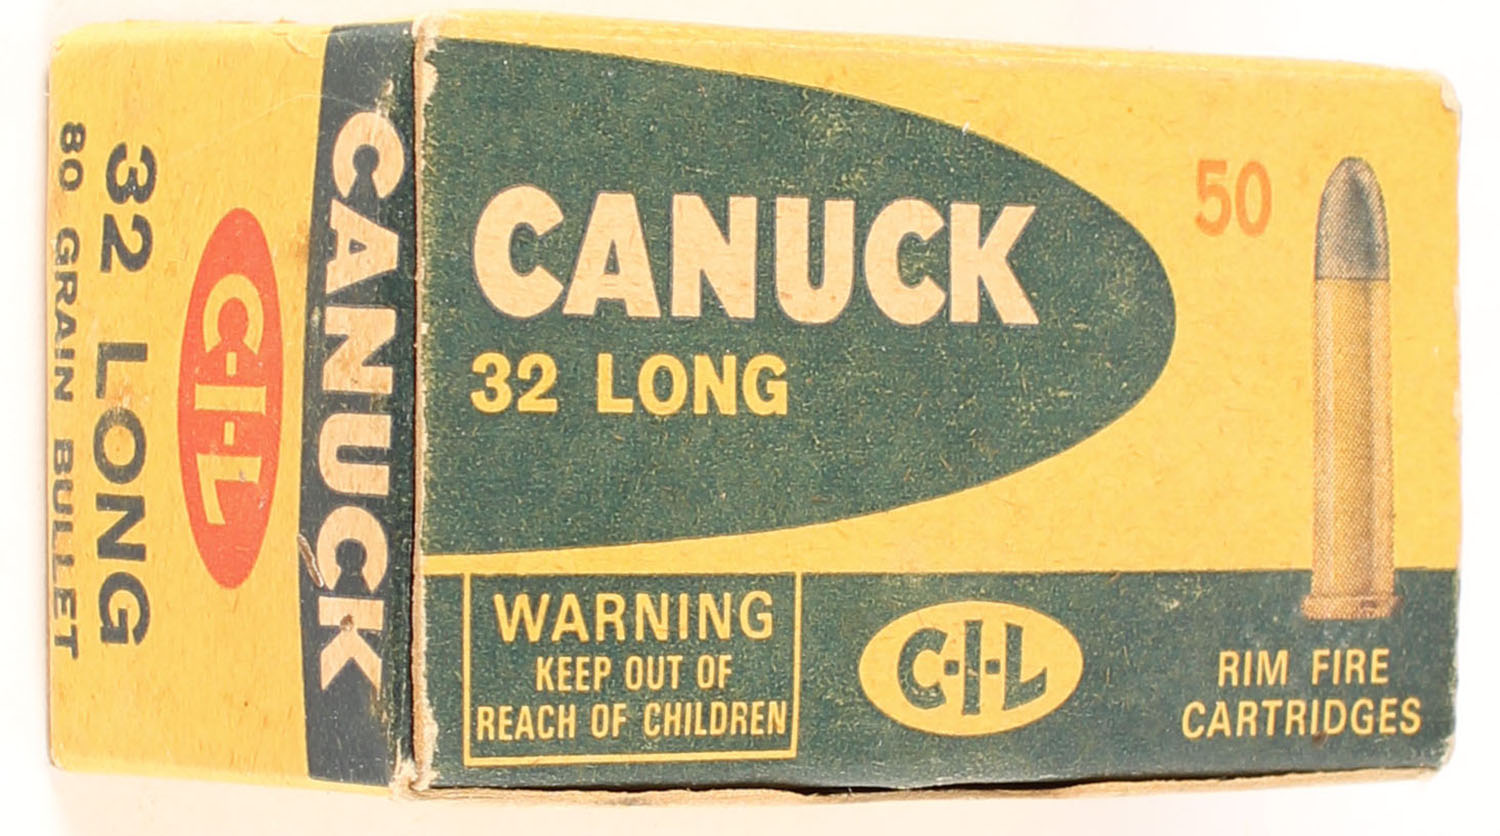 CANUCK
32 LONG
50
WARNING
KEEP OUT OF
REACH OF CHILDREN
C-I-L
RIM FIRE
CARTRIDGES
CANUCK
C-I-L
32 LONG
80 GRAIN BULLET